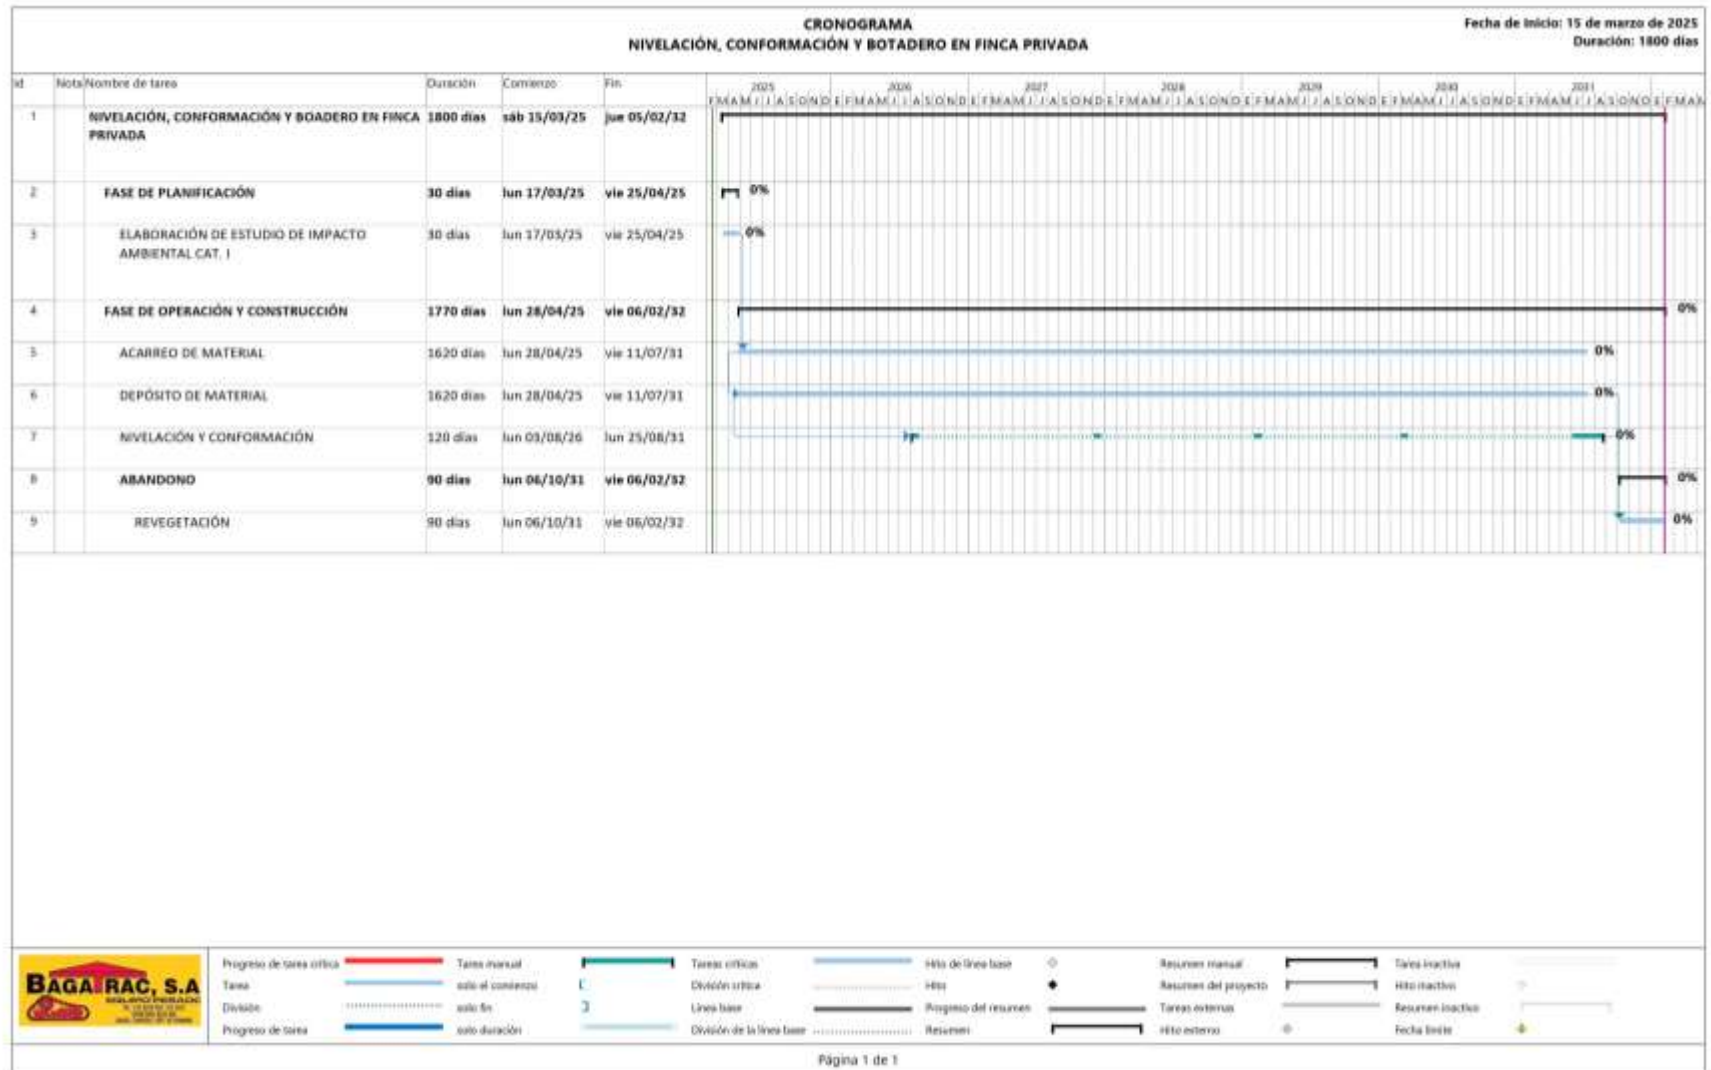 CRONOGRAMA
NIVELACIÓN, CONFORMACIÓN Y BOTADERO EN FINCA PRIVADA
Fecha de Inicio: 15 de marzo de 2025
Duración: 1800 días
Id Nota Nombre de tarea Duración Comienzo Fin 2025 2026 2027 2028 2029 2030 2031
F M A M J J A S O N D E F M A M J J A S O N D E F M A M J J A S O N D E F M A M J J A S O N D E F M A M J J A S O N D E F M A M J J A S O N D E F M A M J J A S O N D E F M A M
1 NIVELACIÓN, CONFORMACIÓN Y BOADERO EN FINCA PRIVADA 1800 días sáb 15/03/25 jue 05/02/32
2 FASE DE PLANIFICACIÓN 30 días lun 17/03/25 vie 25/04/25 0%
3 ELABORACIÓN DE ESTUDIO DE IMPACTO AMBIENTAL CAT. I 30 días lun 17/03/25 vie 25/04/25 0%
4 FASE DE OPERACIÓN Y CONSTRUCCIÓN 1770 días lun 28/04/25 vie 06/02/32 0%
5 ACARREO DE MATERIAL 1620 días lun 28/04/25 vie 11/07/31 0%
6 DEPÓSITO DE MATERIAL 1620 días lun 28/04/25 vie 11/07/31 0%
7 NIVELACIÓN Y CONFORMACIÓN 120 días lun 03/08/26 lun 25/08/31 0%
8 ABANDONO 90 días lun 06/10/31 vie 06/02/32 0%
9 REVEGETACIÓN 90 días lun 06/10/31 vie 06/02/32 0%
BAGATRAC, S.A
EQUIPO PESADO
Progreso de tarea crítica Tarea manual Tareas críticas Hito de línea base Resumen manual Tarea inactiva
Tarea solo el comienzo División crítica Hito Resumen del proyecto Hito inactivo
División solo fin Línea base Progreso del resumen Tareas externas Resumen inactivo
Progreso de tarea solo duración División de la línea base Resumen Hito externo Fecha límite
Página 1 de 1